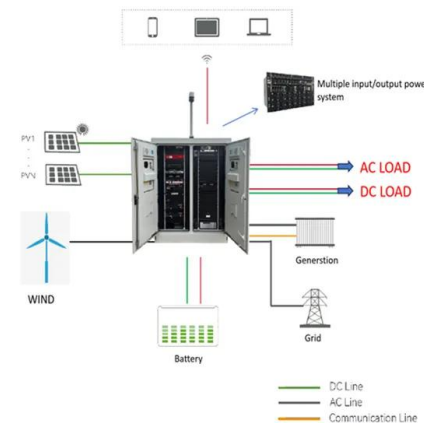 Multiple input/output power
system
PV1
PVN
AC LOAD
DC LOAD
WIND
Generstion
Grid
Battery
DC Line
AC Line
Communication Line